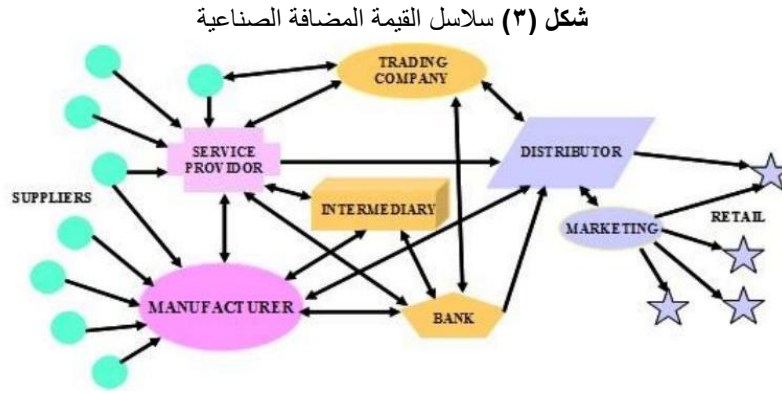 شكل (٣) سلاسل القيمة المضافة الصناعية
TRADING
COMPANY
SERVICE
PROVIDOR
DISTRIBUTOR
SUPPLIERS
INTERMEDIARY
RETAIL
MARKETING
MANUFACTURER
BANK